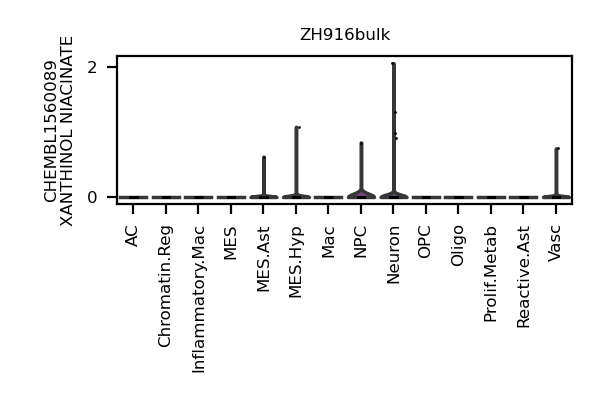 ZH916bulk
CHEMBL1560089
XANTHINOL NIACINATE
2
0
AC
Chromatin.Reg
Inflammatory.Mac
MES
MES.Ast
MES.Hyp
Mac
NPC
Neuron
OPC
Oligo
Prolif.Metab
Reactive.Ast
Vasc